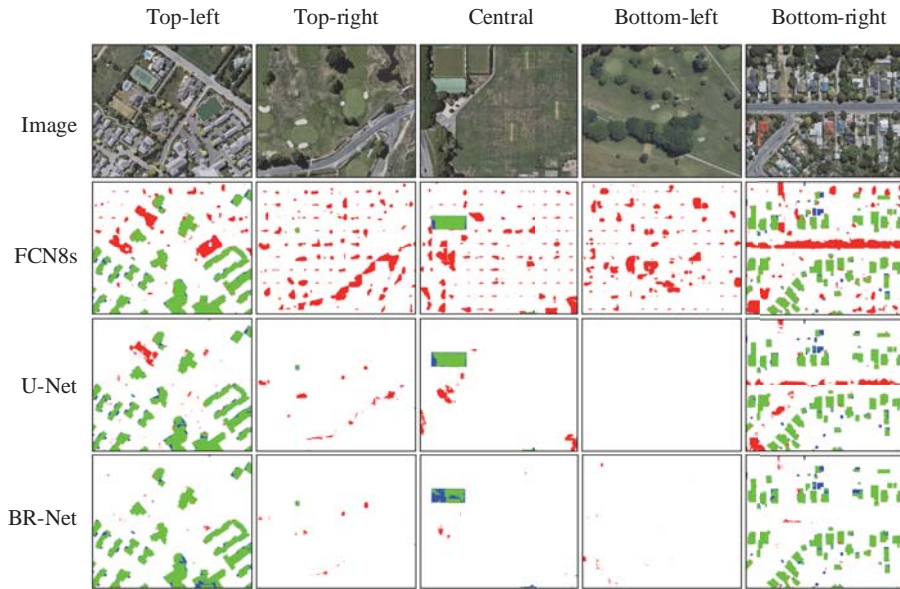 Top-left Top-right Central Bottom-left Bottom-right
Image
FCN8s
U-Net
BR-Net